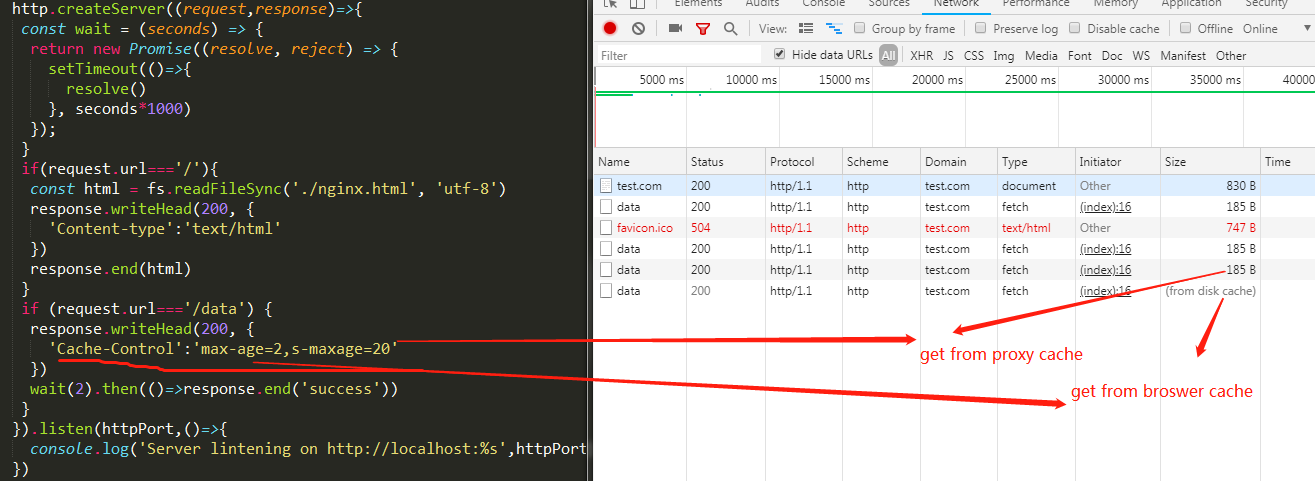 http.createServer((request,response)=>{
const wait = (seconds) => {
return new Promise((resolve, reject) => {
setTimeout(()=>{
resolve()
}, seconds*1000)
});
}
if(request.url==='/'){
const html = fs.readFileSync('./nginx.html', 'utf-8')
response.writeHead(200, {
'Content-type':'text/html'
})
response.end(html)
}
if (request.url==='/data') {
response.writeHead(200, {
'Cache-Control':'max-age=2,s-maxage=20'
})
wait(2).then(()=>response.end('success'))
}
}).listen(httpPort,()=>{
console.log('Server lintening on http://localhost:%s',httpPort
})
Elements Audits Console Sources Network Performance Memory Application Security
View: Group by frame Preserve log Disable cache Offline Online
Filter Hide data URLs All XHR JS CSS Img Media Font Doc WS Manifest Other
5000 ms 10000 ms 15000 ms 20000 ms 25000 ms 30000 ms 35000 ms 40000
Name Status Protocol Scheme Domain Type Initiator Size Time
test.com 200 http/1.1 http test.com document Other 830 B
data 200 http/1.1 http test.com fetch (index):16 185 B
favicon.ico 504 http/1.1 http test.com text/html Other 747 B
data 200 http/1.1 http test.com fetch (index):16 185 B
data 200 http/1.1 http test.com fetch (index):16 185 B
data 200 http/1.1 http test.com fetch (index):16 (from disk cache)
get from proxy cache
get from broswer cache